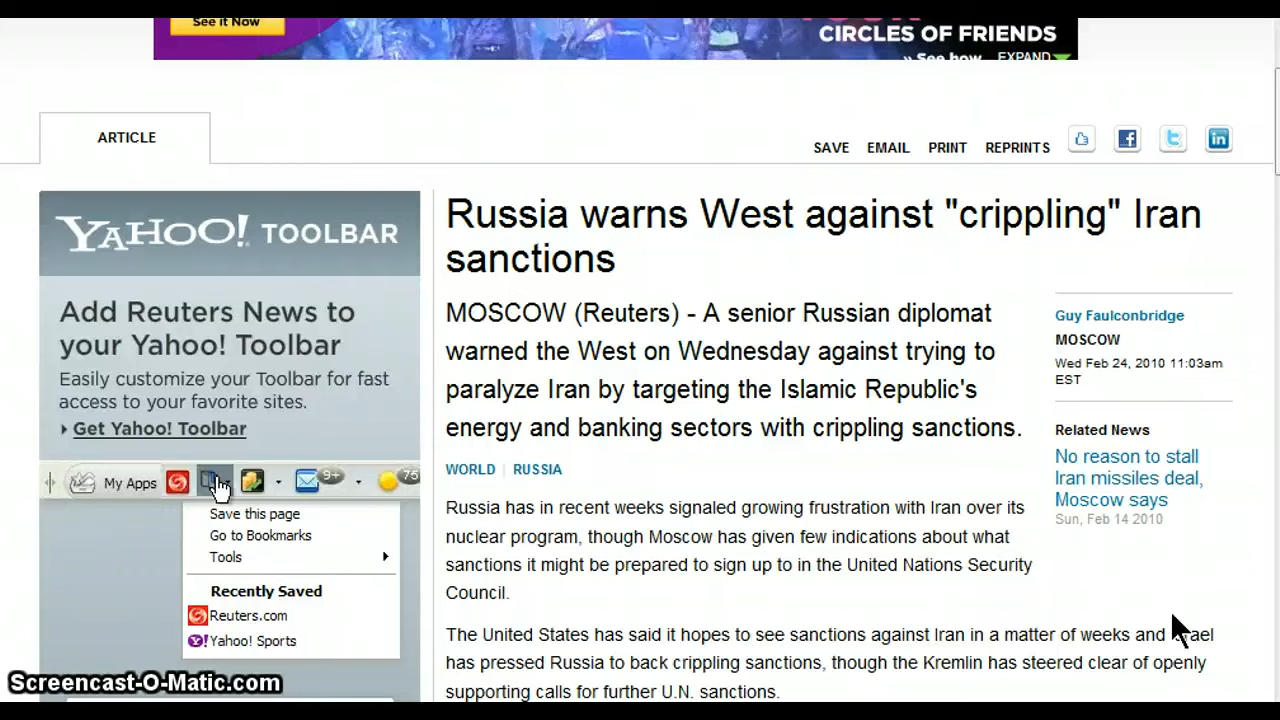 See it Now
CIRCLES OF FRIENDS
» See how EXPAND
ARTICLE
SAVE EMAIL PRINT REPRINTS
YAHOO! TOOLBAR
Add Reuters News to
your Yahoo! Toolbar
Easily customize your Toolbar for fast
access to your favorite sites.
Get Yahoo! Toolbar
My Apps 9+ 75
Save this page
Go to Bookmarks
Tools
Recently Saved
Reuters.com
Y! Yahoo! Sports
Russia warns West against "crippling" Iran
sanctions
MOSCOW (Reuters) - A senior Russian diplomat
warned the West on Wednesday against trying to
paralyze Iran by targeting the Islamic Republic's
energy and banking sectors with crippling sanctions.
Guy Faulconbridge
MOSCOW
Wed Feb 24, 2010 11:03am
EST
Related News
No reason to stall
Iran missiles deal,
Moscow says
Sun, Feb 14 2010
WORLD | RUSSIA
Russia has in recent weeks signaled growing frustration with Iran over its
nuclear program, though Moscow has given few indications about what
sanctions it might be prepared to sign up to in the United Nations Security
Council.
The United States has said it hopes to see sanctions against Iran in a matter of weeks and Israel
has pressed Russia to back crippling sanctions, though the Kremlin has steered clear of openly
supporting calls for further U.N. sanctions.
Screencast-O-Matic.com